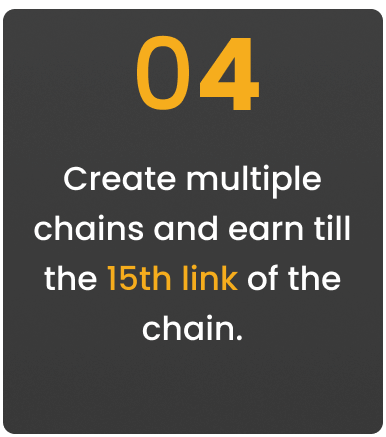 04
Create multiple
chains and earn till
the 15th link of the
chain.